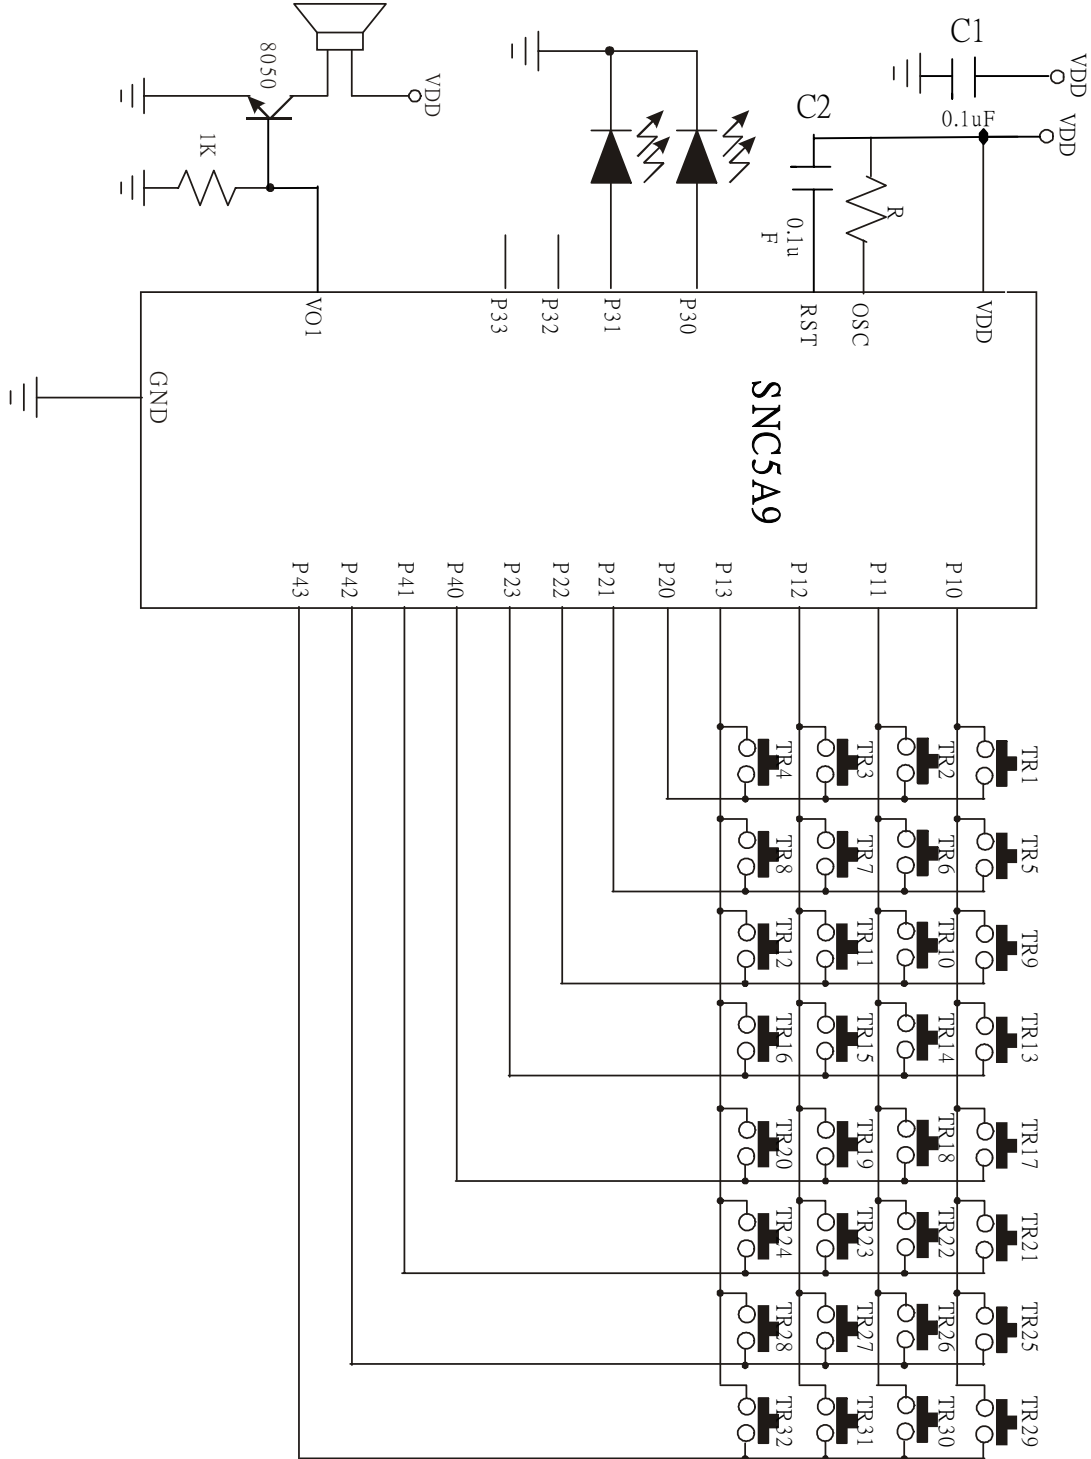 C1
VDD
0.1uF
VDD
C2
8050
VDD
1K
R
0.1u
F
VO1
P33
P32
P31
P30
RST
OSC
VDD
GND
SNC5A9
P43
P42
P41
P40
P23
P22
P21
P20
P13
P12
P11
P10
TR4
TR3
TR2
TR1
TR8
TR7
TR6
TR5
TR12
TR11
TR10
TR9
TR16
TR15
TR14
TR13
TR20
TR19
TR18
TR17
TR24
TR23
TR22
TR21
TR28
TR27
TR26
TR25
TR32
TR31
TR30
TR29